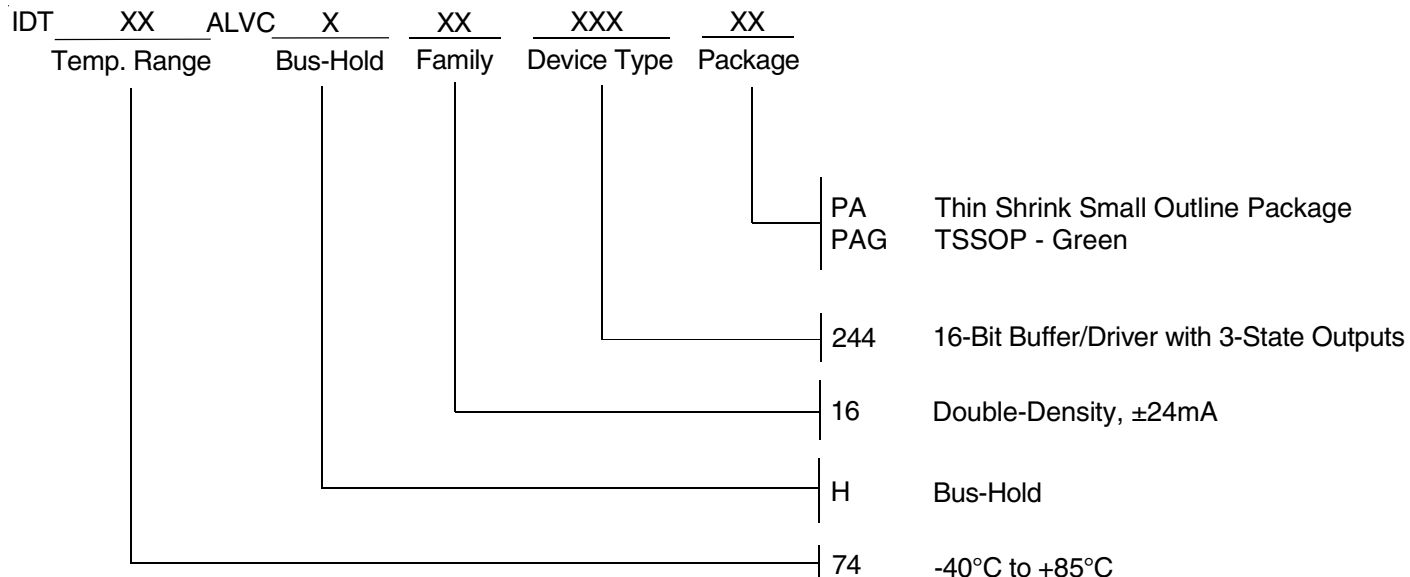 IDT XX ALVC X XX XXX XX
Temp. Range Bus-Hold Family Device Type Package
PA Thin Shrink Small Outline Package
PAG TSSOP - Green
244 16-Bit Buffer/Driver with 3-State Outputs
16 Double-Density, ±24mA
H Bus-Hold
74 -40°C to +85°C